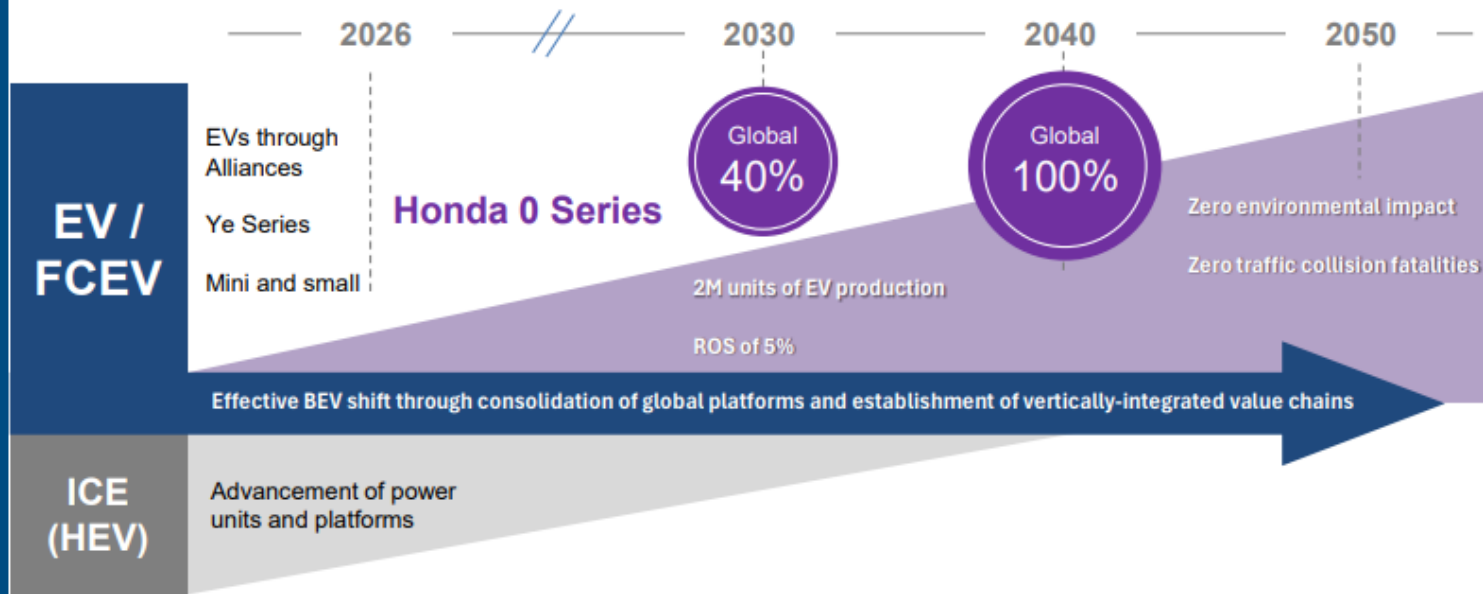 2026
2030
2040
2050
EV /
FCEV
EVs through
Alliances
Ye Series
Mini and small
Honda 0 Series
Global
40%
Global
100%
2M units of EV production
ROS of 5%
Zero environmental impact
Zero traffic collision fatalities
Effective BEV shift through consolidation of global platforms and establishment of vertically-integrated value chains
ICE
(HEV)
Advancement of power
units and platforms